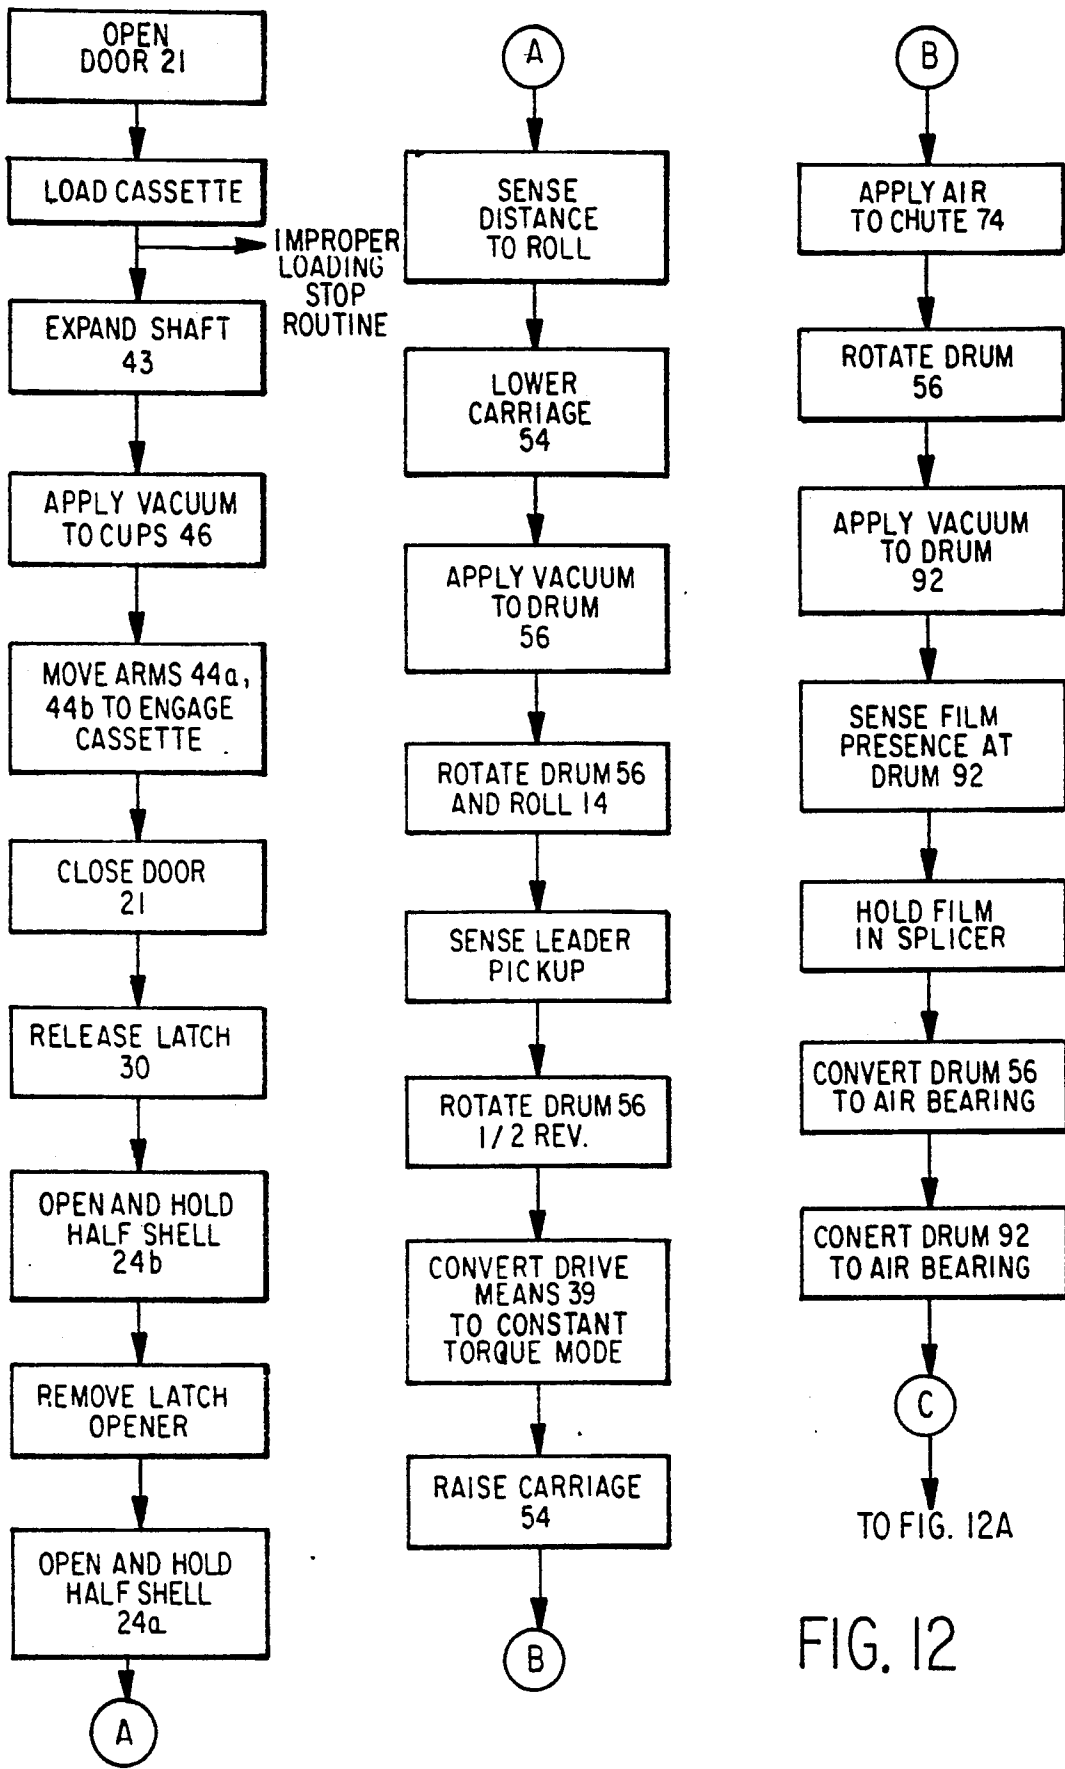 OPEN
DOOR 21
LOAD CASSETTE
IMPROPER
LOADING
STOP
ROUTINE
EXPAND SHAFT
43
APPLY VACUUM
TO CUPS 46
MOVE ARMS 44a,
44b TO ENGAGE
CASSETTE
CLOSE DOOR
21
RELEASE LATCH
30
OPEN AND HOLD
HALF SHELL
24b
REMOVE LATCH
OPENER
OPEN AND HOLD
HALF SHELL
24a
A
A
SENSE
DISTANCE
TO ROLL
LOWER
CARRIAGE
54
APPLY VACUUM
TO DRUM
56
ROTATE DRUM 56
AND ROLL 14
SENSE LEADER
PICKUP
ROTATE DRUM 56
1/2 REV.
CONVERT DRIVE
MEANS 39
TO CONSTANT
TORQUE MODE
RAISE CARRIAGE
54
B
B
APPLY AIR
TO CHUTE 74
ROTATE DRUM
56
APPLY VACUUM
TO DRUM
92
SENSE FILM
PRESENCE AT
DRUM 92
HOLD FILM
IN SPLICER
CONVERT DRUM 56
TO AIR BEARING
CONERT DRUM 92
TO AIR BEARING
C
TO FIG. 12A
FIG. 12